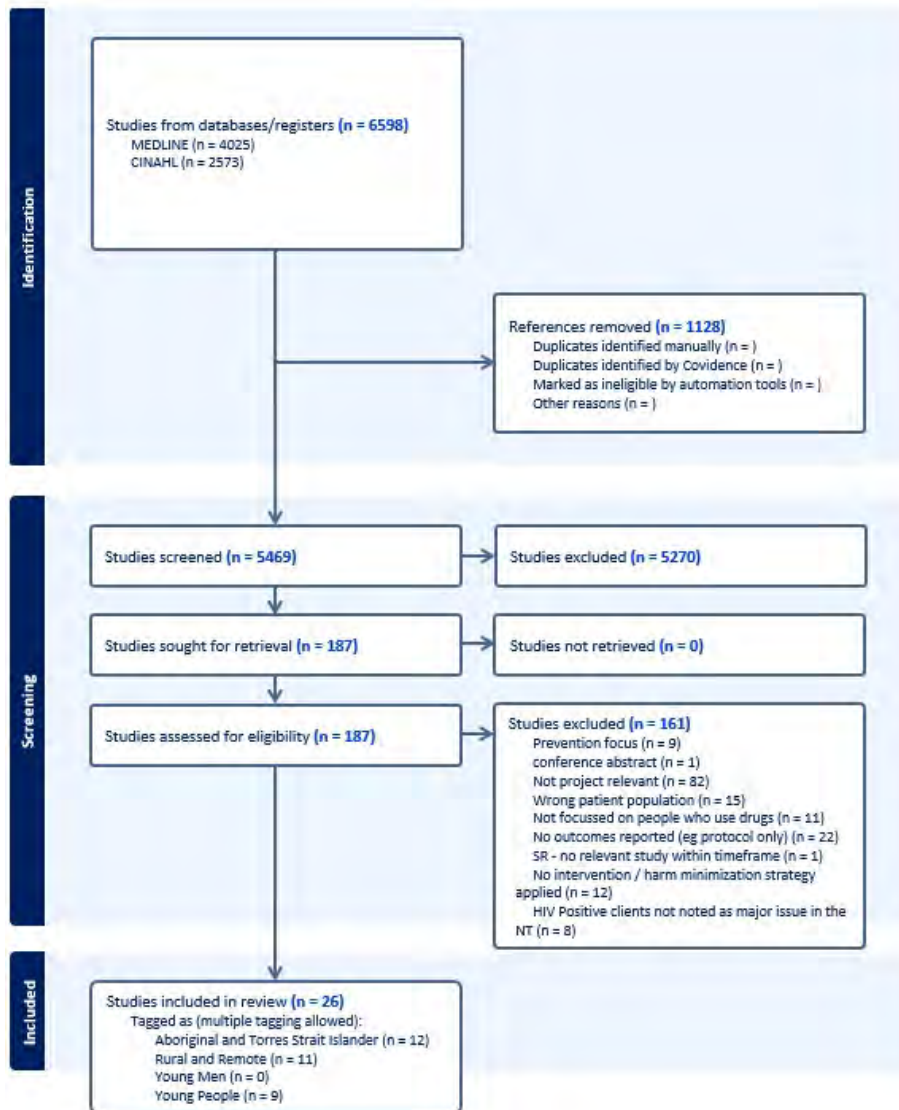 Identification
Studies from databases/registers (n = 6598)
MEDLINE (n = 4025)
CINAHL (n = 2573)
References removed (n = 1128)
Duplicates identified manually (n = )
Duplicates identified by Covidence (n = )
Marked as ineligible by automation tools (n = )
Other reasons (n = )
Screening
Studies screened (n = 5469)
Studies excluded (n = 5270)
Studies sought for retrieval (n = 187)
Studies not retrieved (n = 0)
Studies assessed for eligibility (n = 187)
Studies excluded (n = 161)
Prevention focus (n = 9)
conference abstract (n = 1)
Not project relevant (n = 82)
Wrong patient population (n = 15)
Not focussed on people who use drugs (n = 11)
No outcomes reported (eg protocol only) (n = 22)
SR - no relevant study within timeframe (n = 1)
No intervention / harm minimization strategy
applied (n = 12)
HIV Positive clients not noted as major issue in the
NT (n = 8)
Included
Studies included in review (n = 26)
Tagged as (multiple tagging allowed):
Aboriginal and Torres Strait Islander (n = 12)
Rural and Remote (n = 11)
Young Men (n = 0)
Young People (n = 9)